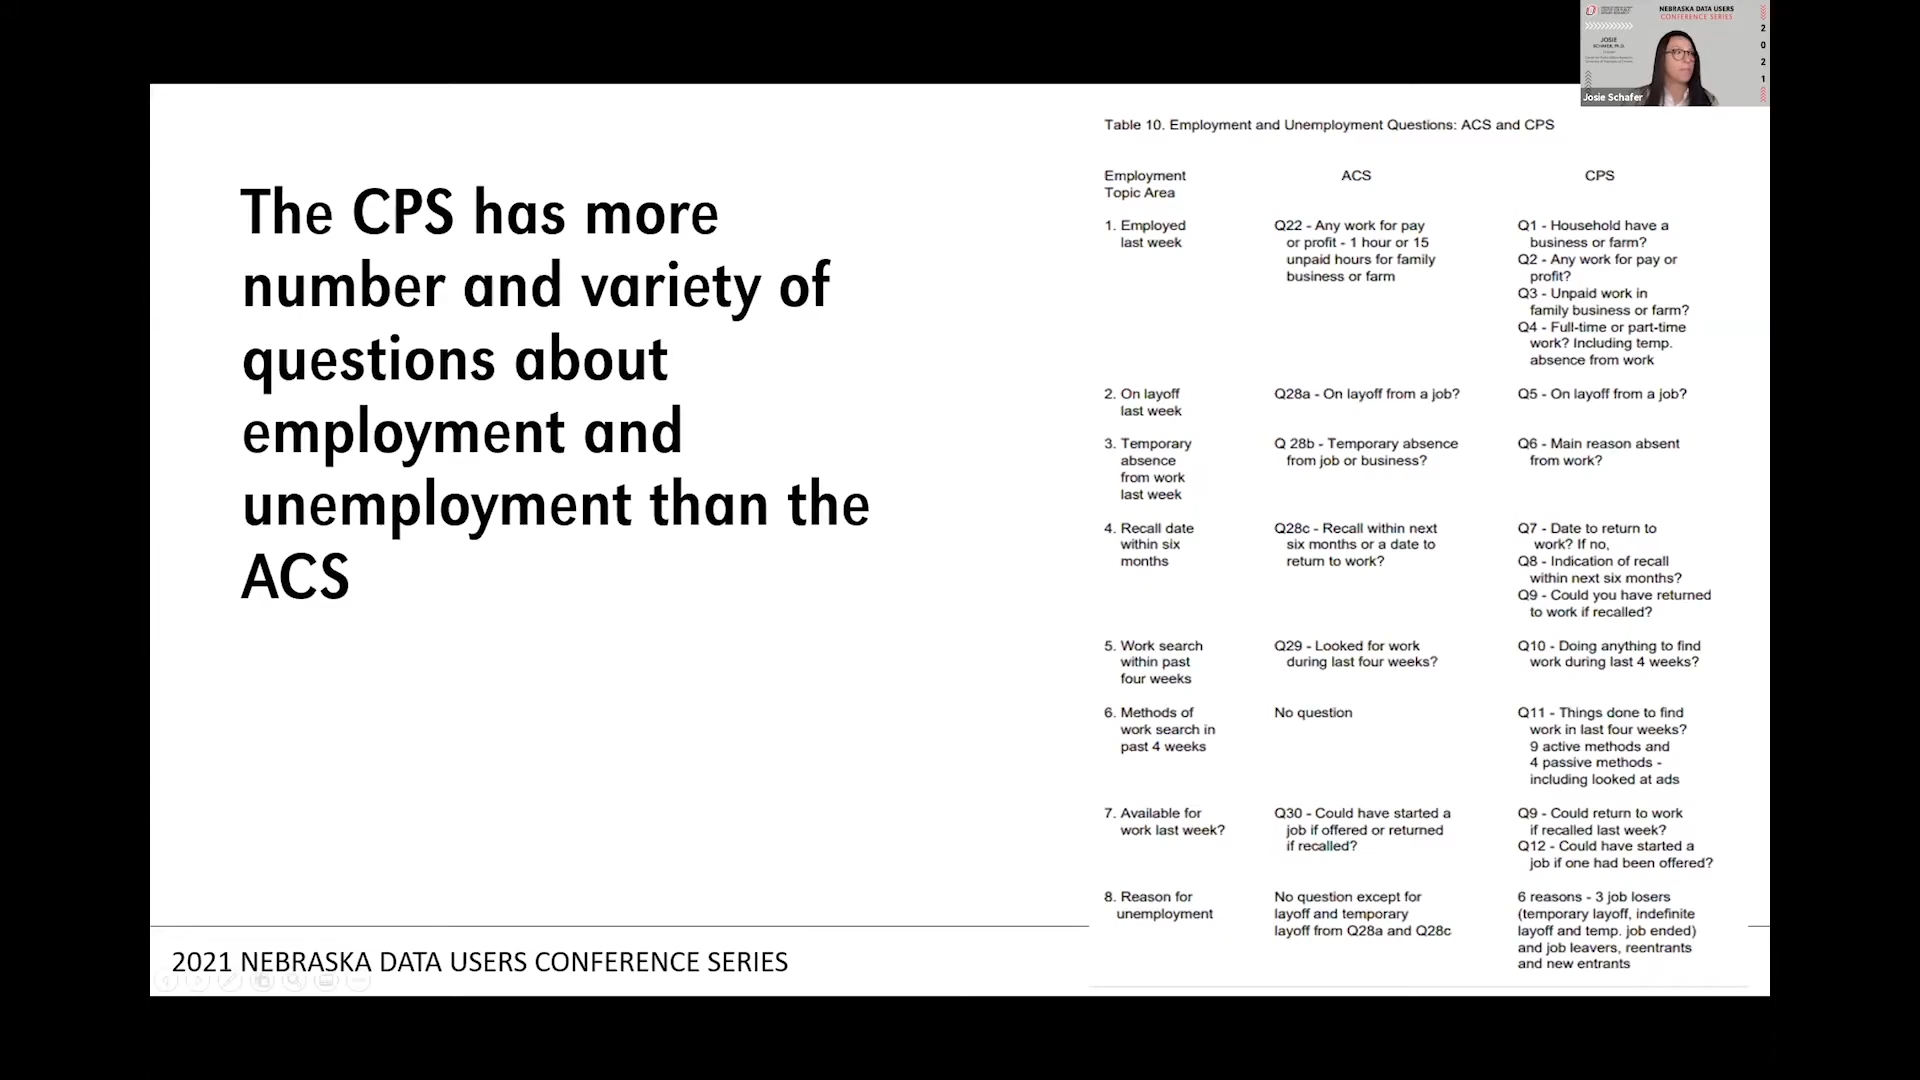 NEBRASKA DATA USERS
CONFERENCE SERIES
JOSIE
SCHAFER, PH.D.
2
0
2
1
Josie Schafer
The CPS has more
number and variety of
questions about
employment and
unemployment than the
ACS
Table 10. Employment and Unemployment Questions: ACS and CPS
Employment ACS CPS
Topic Area
1. Employed Q22 - Any work for pay Q1 - Household have a
last week or profit - 1 hour or 15 business or farm?
unpaid hours for family Q2 - Any work for pay or
business or farm profit?
Q3 - Unpaid work in
family business or farm?
Q4 - Full-time or part-time
work? Including temp.
absence from work
2. On layoff Q28a - On layoff from a job? Q5 - On layoff from a job?
last week
3. Temporary Q 28b - Temporary absence Q6 - Main reason absent
absence from job or business? from work?
from work
last week
4. Recall date Q28c - Recall within next Q7 - Date to return to
within six six months or a date to work? If no,
months return to work? Q8 - Indication of recall
within next six months?
Q9 - Could you have returned
to work if recalled?
5. Work search Q29 - Looked for work Q10 - Doing anything to find
within past during last four weeks? work during last 4 weeks?
four weeks
6. Methods of No question Q11 - Things done to find
work search in work in last four weeks?
past 4 weeks 9 active methods and
4 passive methods -
including looked at ads
7. Available for Q30 - Could have started a Q9 - Could return to work
work last week? job if offered or returned if recalled last week?
if recalled? Q12 - Could have started a
job if one had been offered?
8. Reason for No question except for 6 reasons - 3 job losers
unemployment layoff and temporary (temporary layoff, indefinite
layoff from Q28a and Q28c layoff and temp. job ended)
and job leavers, reentrants
and new entrants
2021 NEBRASKA DATA USERS CONFERENCE SERIES